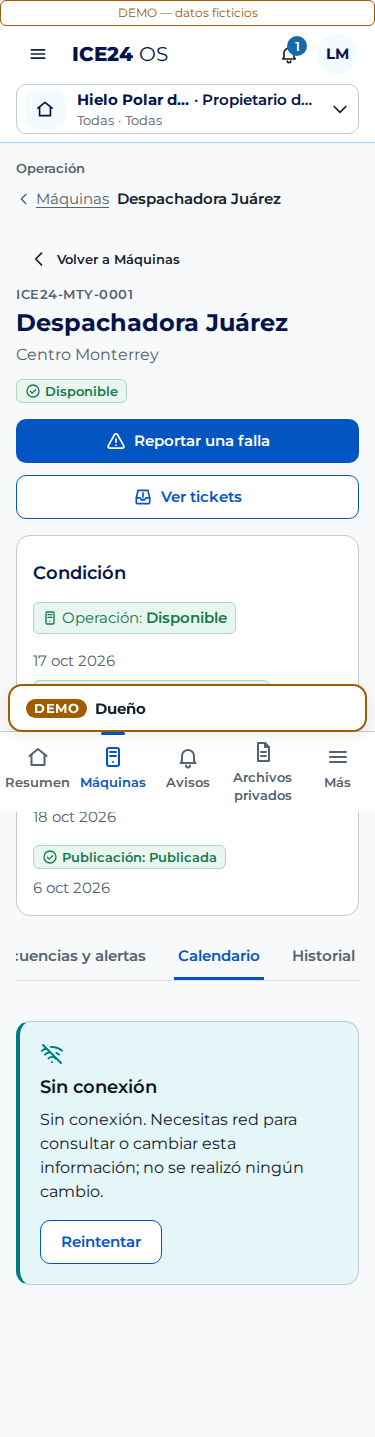 DEMO — datos ficticios
ICE24 OS
1
LM
Hielo Polar d... · Propietario d...
Todas · Todas
Operación
Máquinas Despachadora Juárez
Volver a Máquinas
ICE24-MTY-0001
Despachadora Juárez
Centro Monterrey
Disponible
Reportar una falla
Ver tickets
Condición
Operación: Disponible
17 oct 2026
DEMO Dueño
Resumen Máquinas Avisos Archivos privados Más
18 oct 2026
Publicación: Publicada
6 oct 2026
cuencias y alertas Calendario Historial
Sin conexión
Sin conexión. Necesitas red para
consultar o cambiar esta
información; no se realizó ningún
cambio.
Reintentar